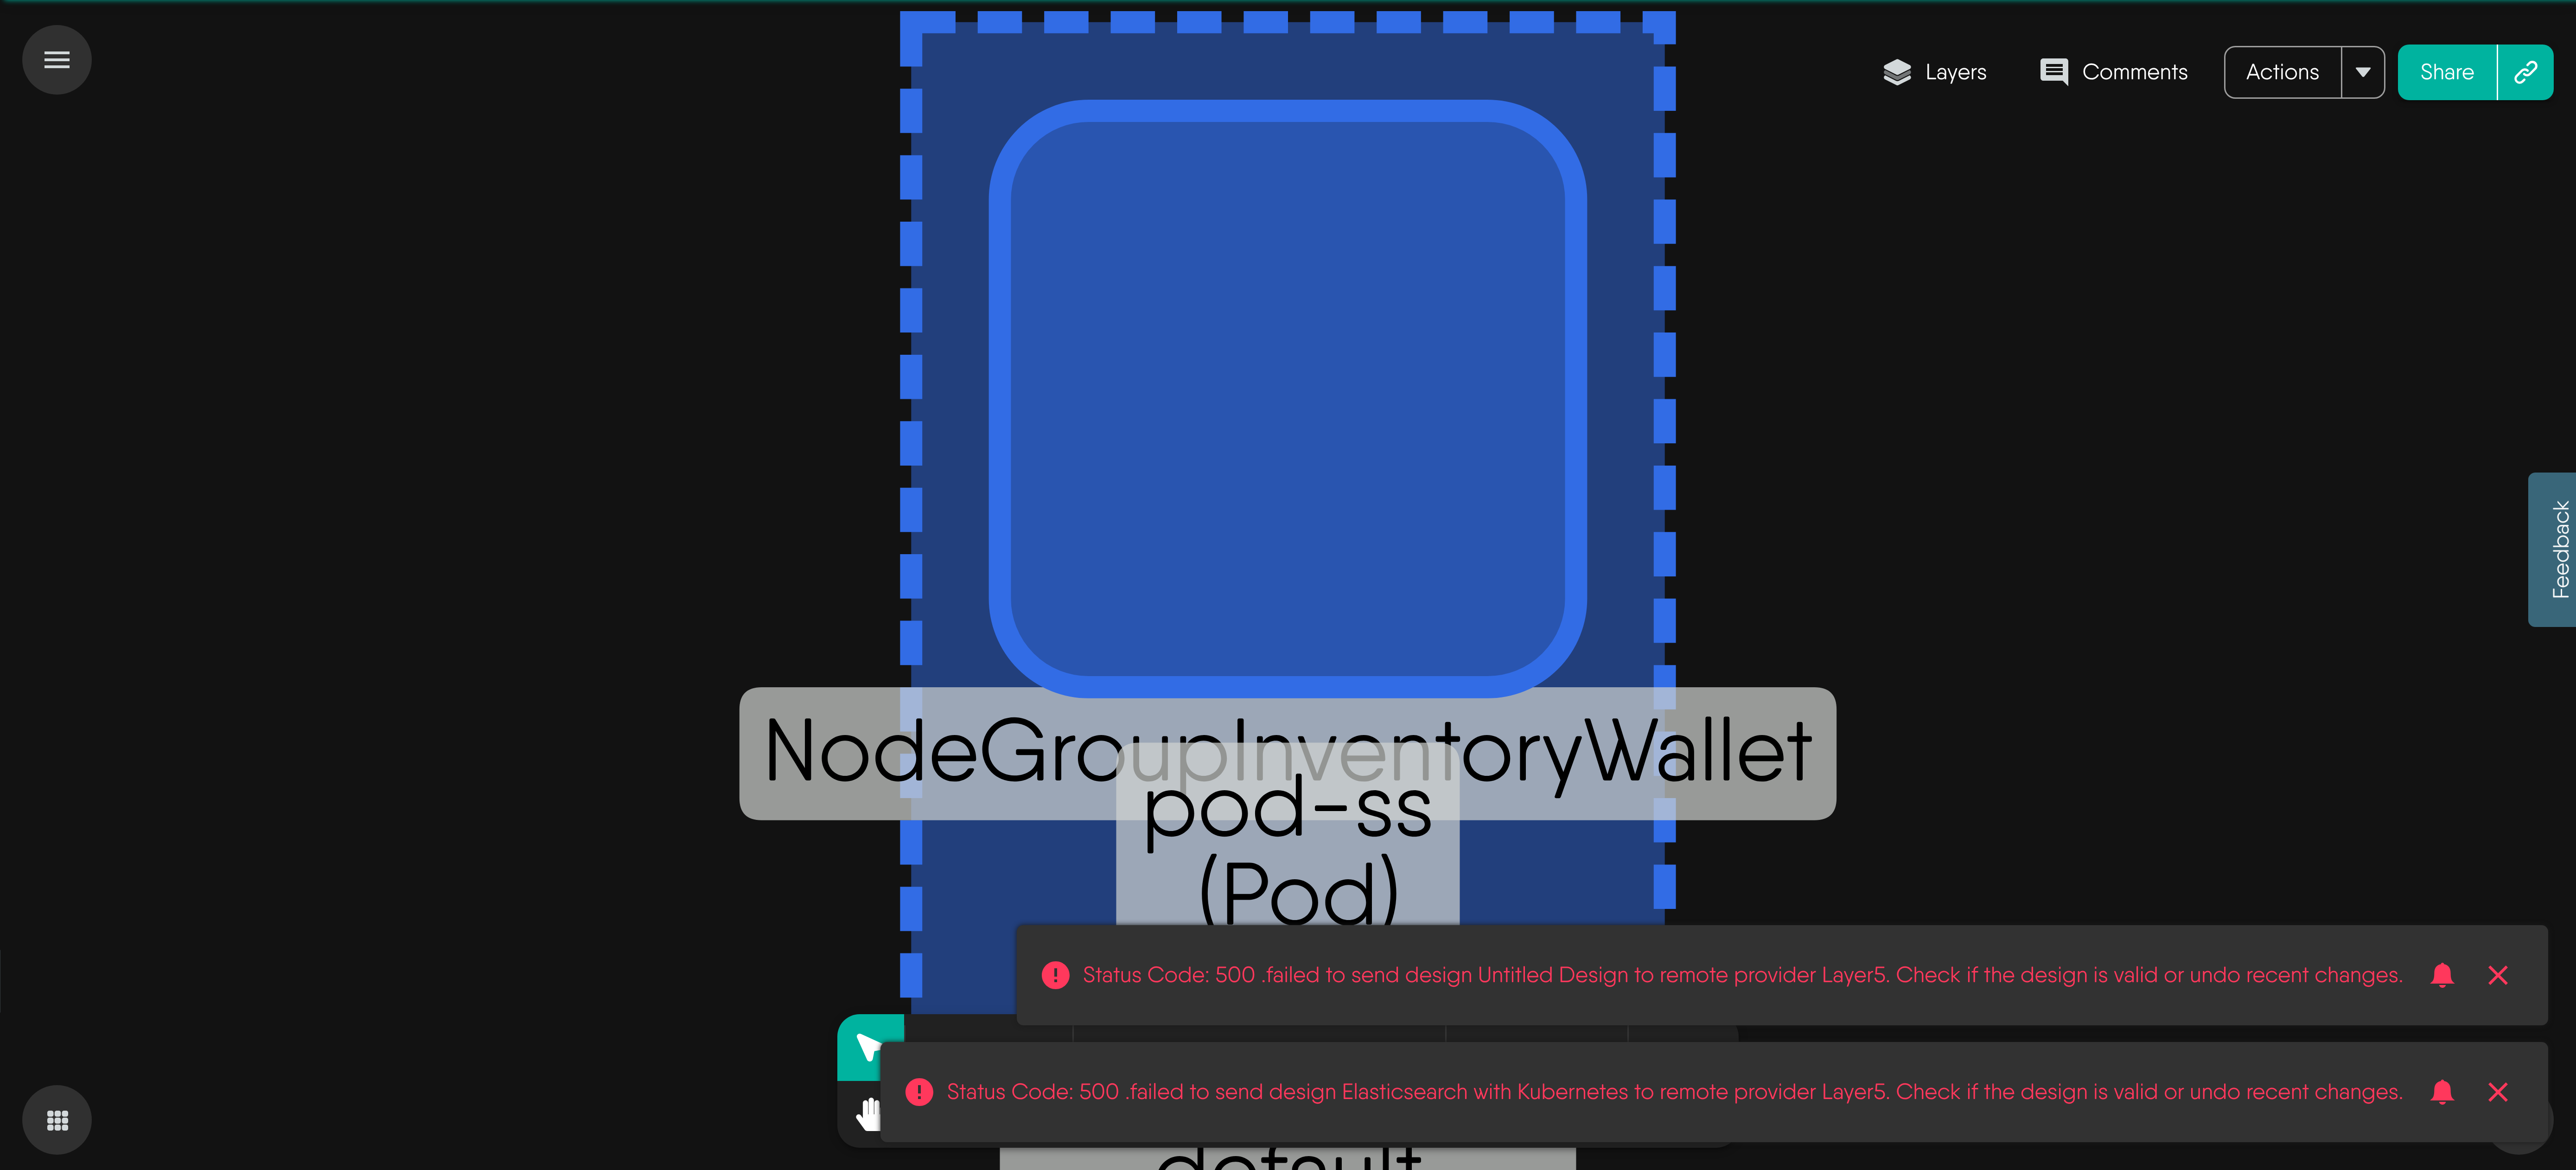 Layers
Comments
Actions
Share
Feedback
NodeGroupInventoryWallet
pod-ss
(Pod)
Status Code: 500 .failed to send design Untitled Design to remote provider Layer5. Check if the design is valid or undo recent changes.
Status Code: 500 .failed to send design Elasticsearch with Kubernetes to remote provider Layer5. Check if the design is valid or undo recent changes.
default